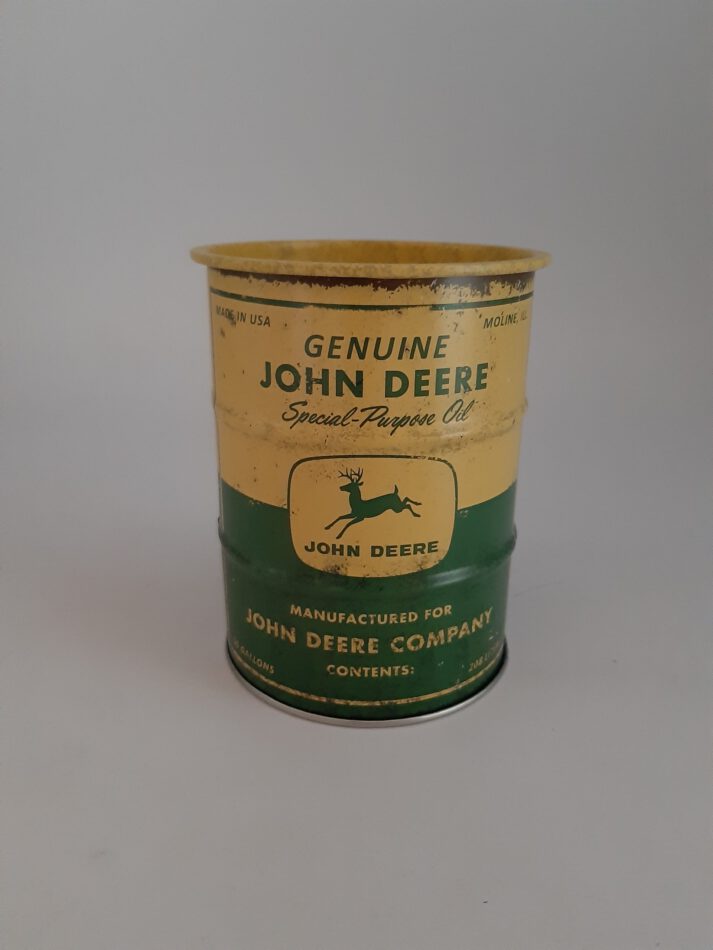 MADE IN USA
MOLINE, ILL.
GENUINE
JOHN DEERE
Special-Purpose Oil
JOHN DEERE
MANUFACTURED FOR
JOHN DEERE COMPANY
GALLONS
CONTENTS:
208